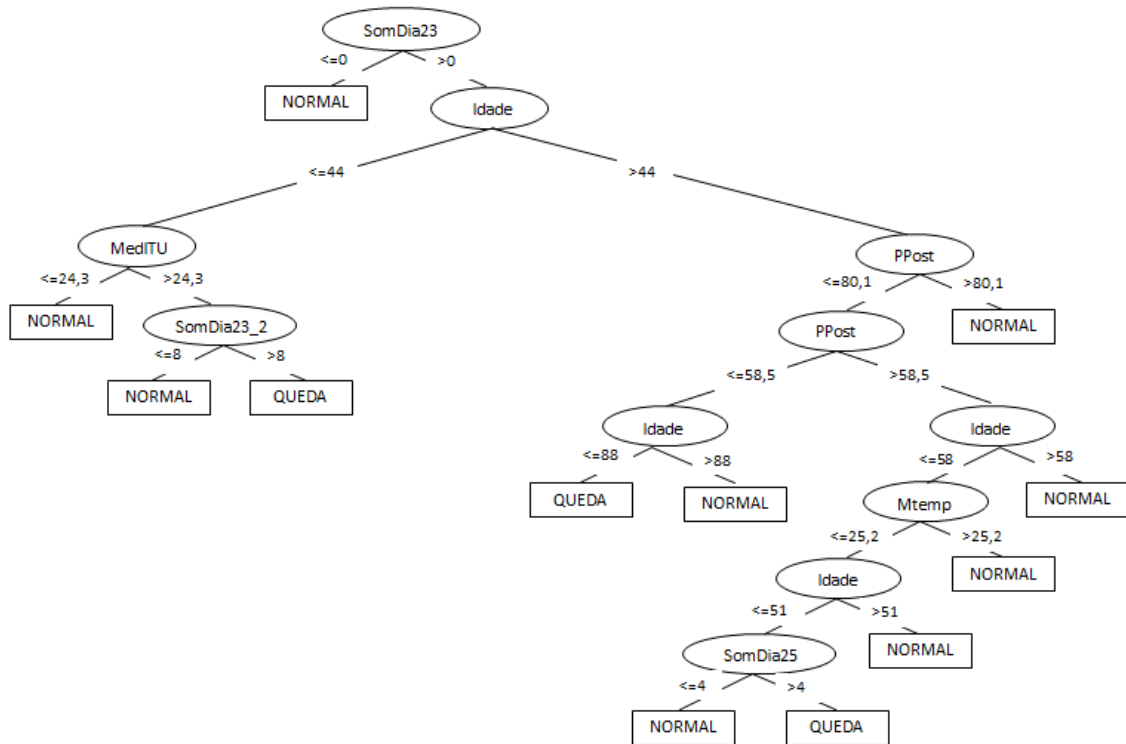 SomDia23
<=0 >0
NORMAL Idade
<=44 >44
MedITU PPost
<=24,3 >24,3 <=80,1 >80,1
NORMAL SomDia23_2 PPost NORMAL
<=8 >8 <=58,5 >58,5
NORMAL QUEDA
Idade Idade
<=88 >88 <=58 >58
QUEDA NORMAL Mtemp NORMAL
<=25,2 >25,2
Idade NORMAL
<=51 >51
SomDia25 NORMAL
<=4 >4
NORMAL QUEDA